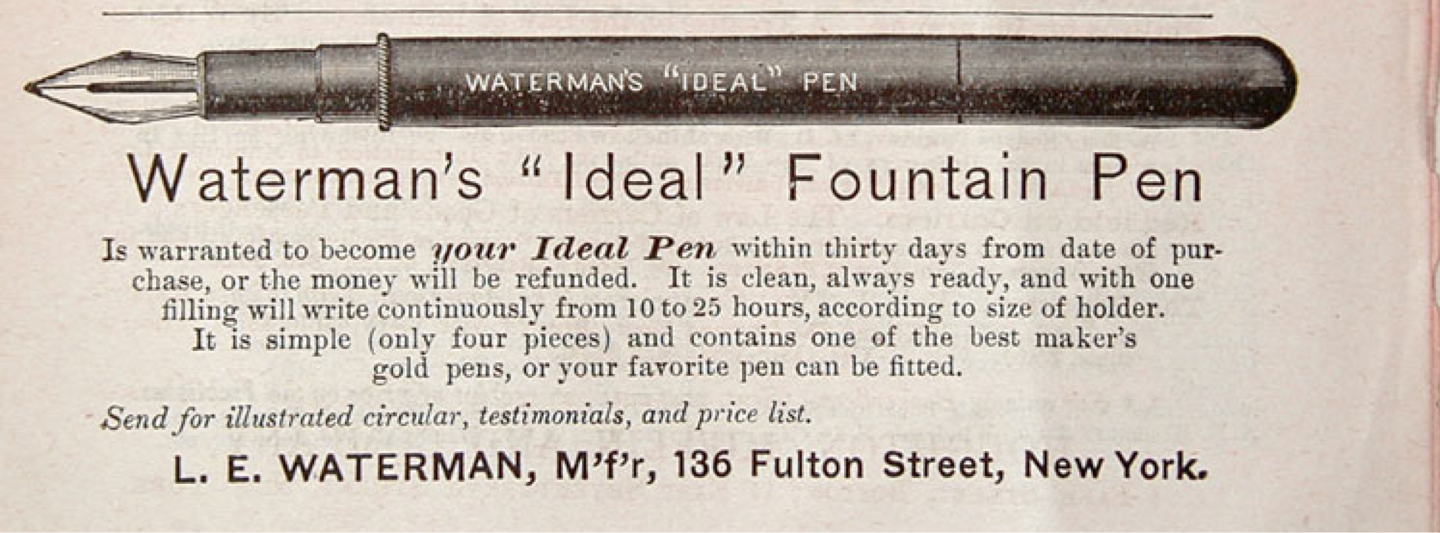 WATERMAN'S "IDEAL" PEN
Waterman's "Ideal" Fountain Pen
Is warranted to become your Ideal Pen within thirty days from date of pur-
chase, or the money will be refunded. It is clean, always ready, and with one
filling will write continuously from 10 to 25 hours, according to size of holder.
It is simple (only four pieces) and contains one of the best maker's
gold pens, or your favorite pen can be fitted.
Send for illustrated circular, testimonials, and price list.
L. E. WATERMAN, M'f'r, 136 Fulton Street, New York.